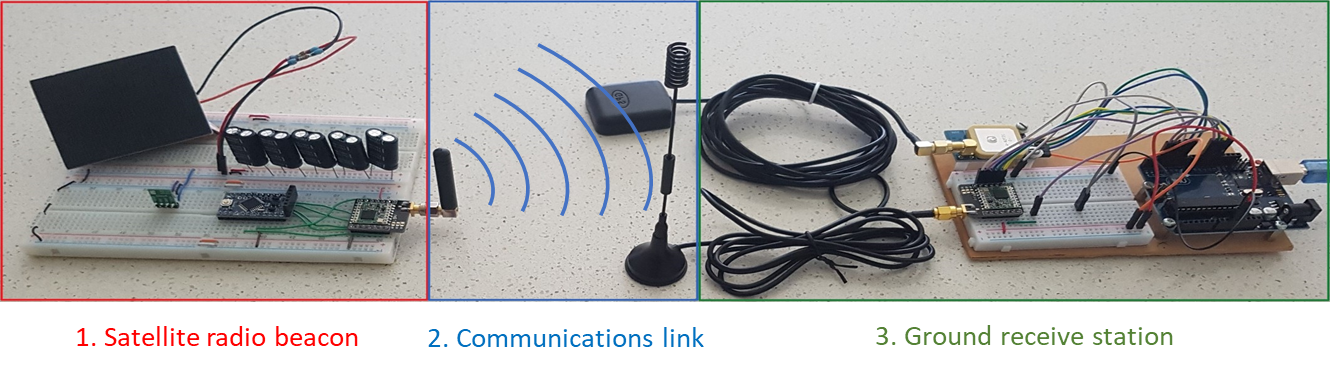 1. Satellite radio beacon
2. Communications link
3. Ground receive station